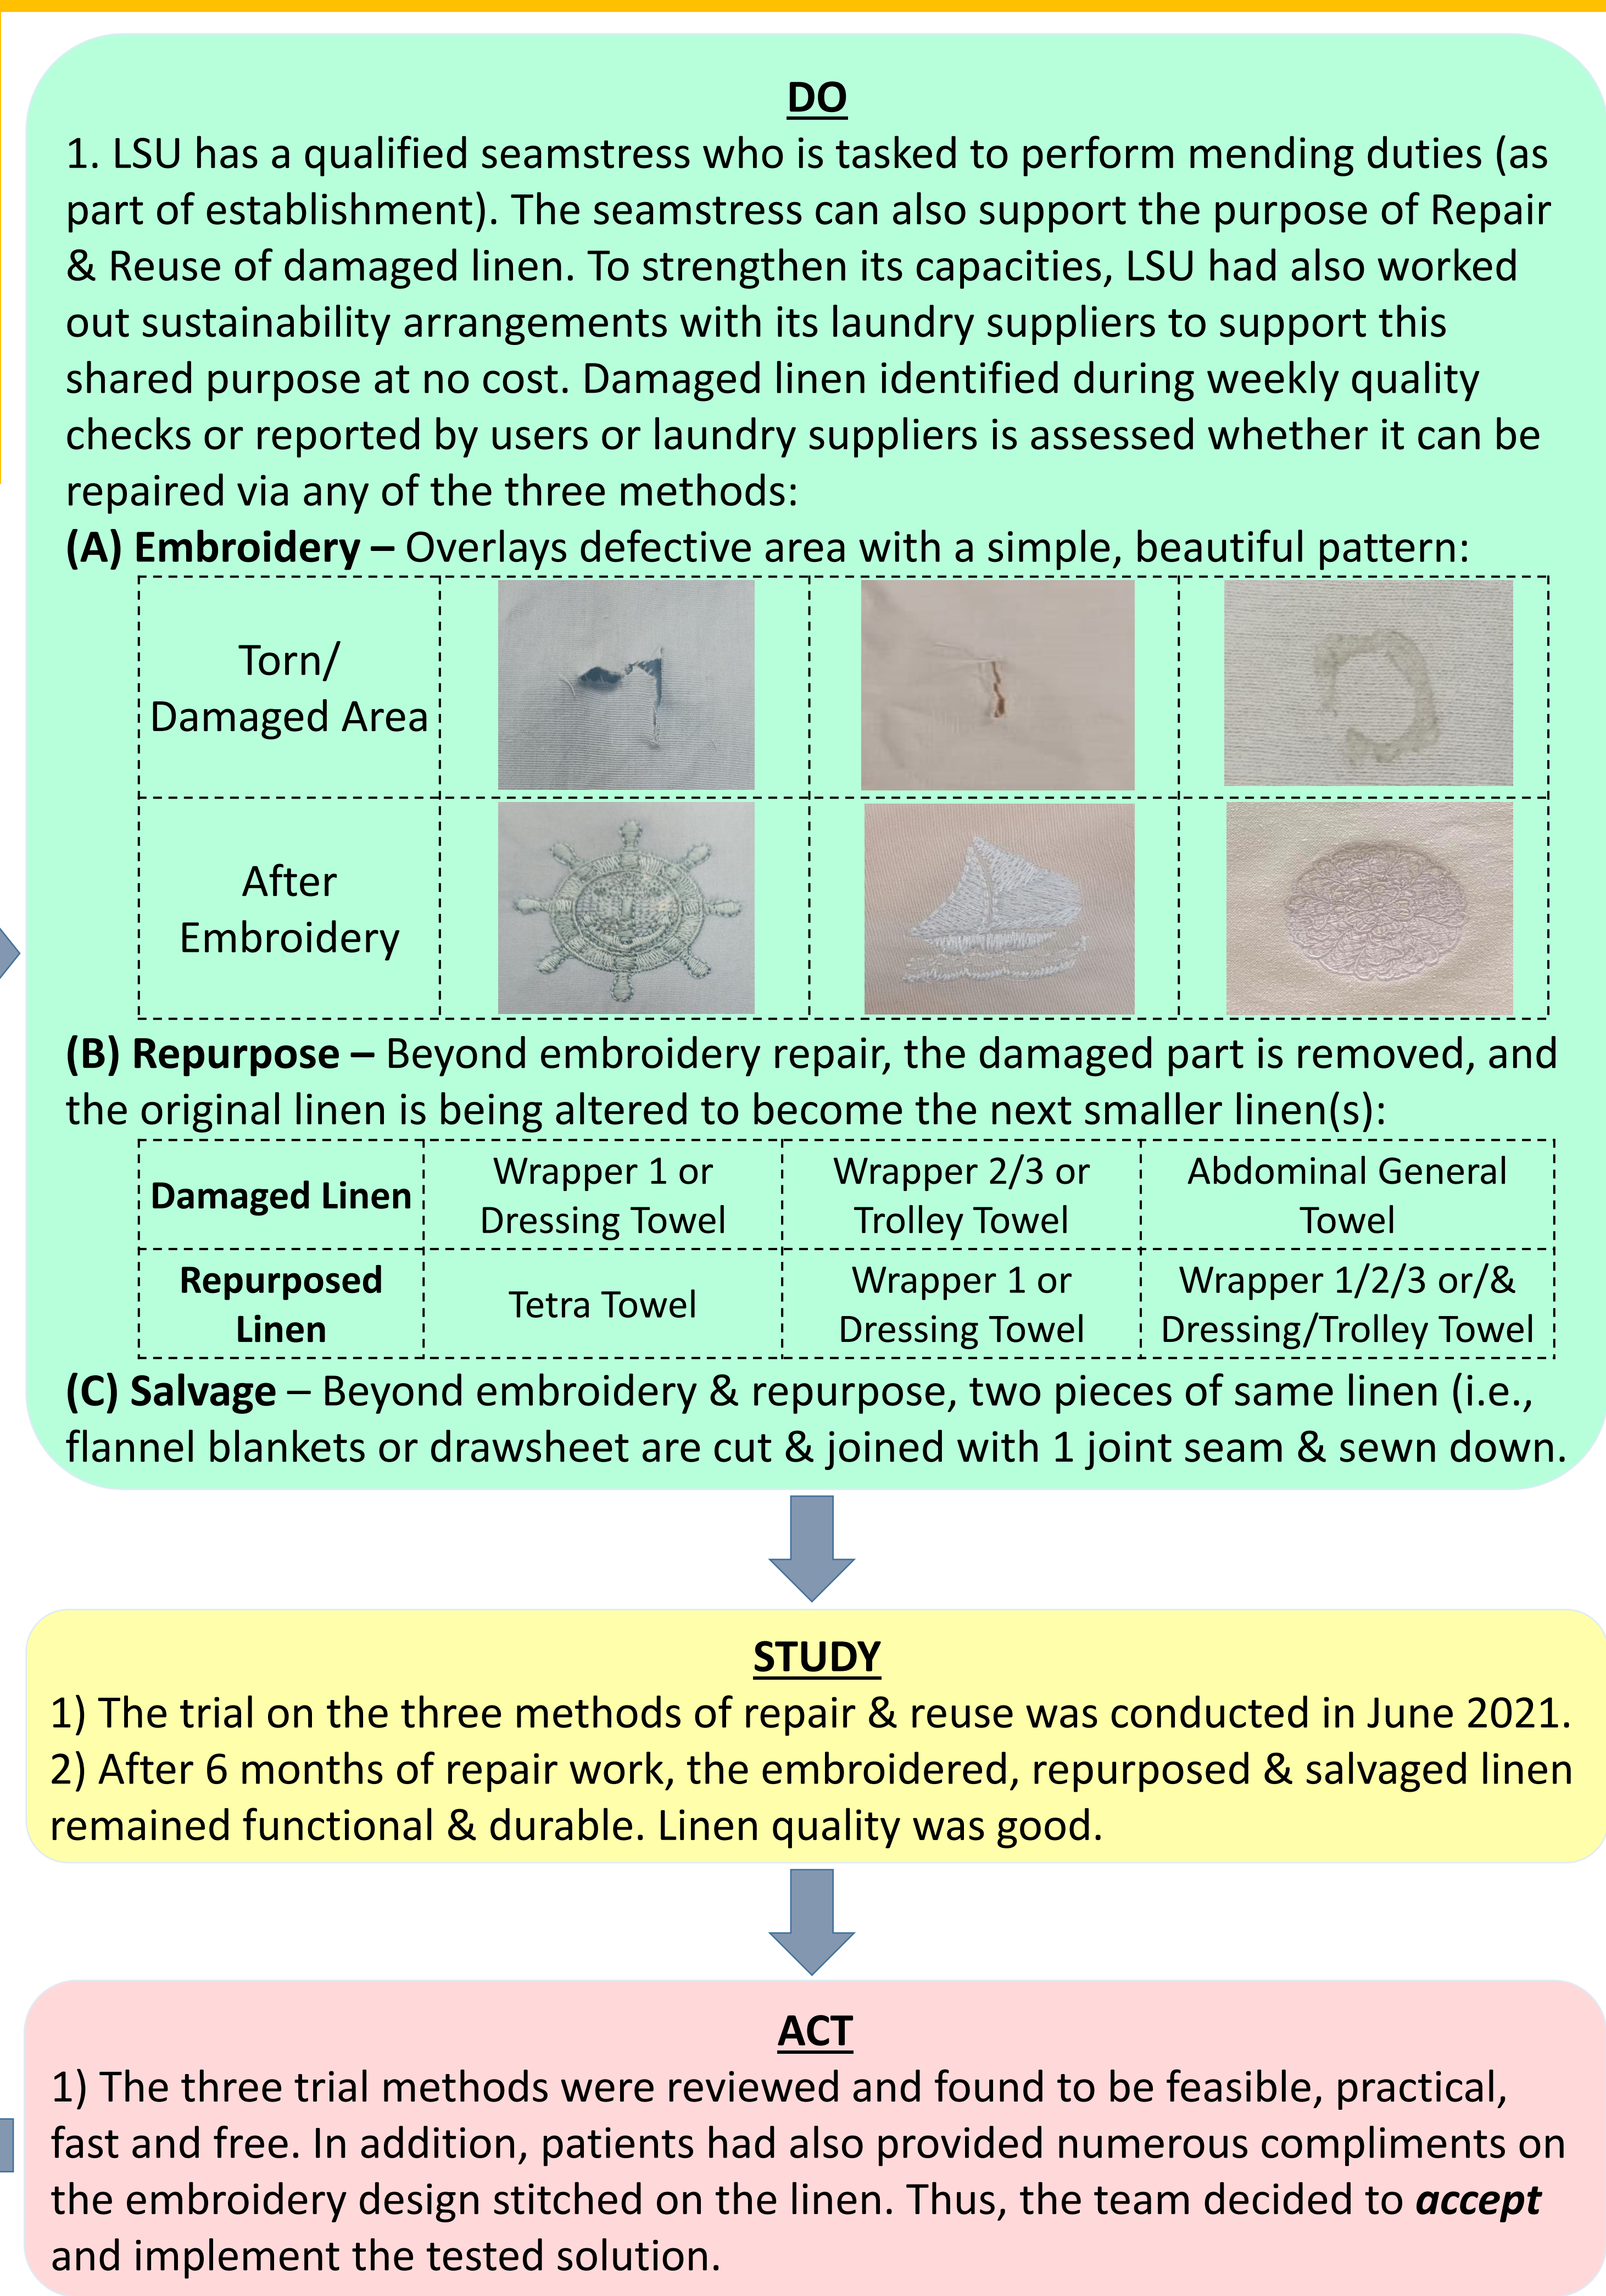 DO
1. LSU has a qualified seamstress who is tasked to perform mending duties (as
part of establishment). The seamstress can also support the purpose of Repair
& Reuse of damaged linen. To strengthen its capacities, LSU had also worked
out sustainability arrangements with its laundry suppliers to support this
shared purpose at no cost. Damaged linen identified during weekly quality
checks or reported by users or laundry suppliers is assessed whether it can be
repaired via any of the three methods:
(A) Embroidery – Overlays defective area with a simple, beautiful pattern:
Torn/
Damaged Area
After
Embroidery
(B) Repurpose – Beyond embroidery repair, the damaged part is removed, and
the original linen is being altered to become the next smaller linen(s):
Damaged Linen
Wrapper 1 or
Dressing Towel
Wrapper 2/3 or
Trolley Towel
Abdominal General
Towel
Repurposed
Linen
Tetra Towel
Wrapper 1 or
Dressing Towel
Wrapper 1/2/3 or/&
Dressing/Trolley Towel
(C) Salvage – Beyond embroidery & repurpose, two pieces of same linen (i.e.,
flannel blankets or drawsheet are cut & joined with 1 joint seam & sewn down.
STUDY
1) The trial on the three methods of repair & reuse was conducted in June 2021.
2) After 6 months of repair work, the embroidered, repurposed & salvaged linen
remained functional & durable. Linen quality was good.
ACT
1) The three trial methods were reviewed and found to be feasible, practical,
fast and free. In addition, patients had also provided numerous compliments on
the embroidery design stitched on the linen. Thus, the team decided to accept
and implement the tested solution.